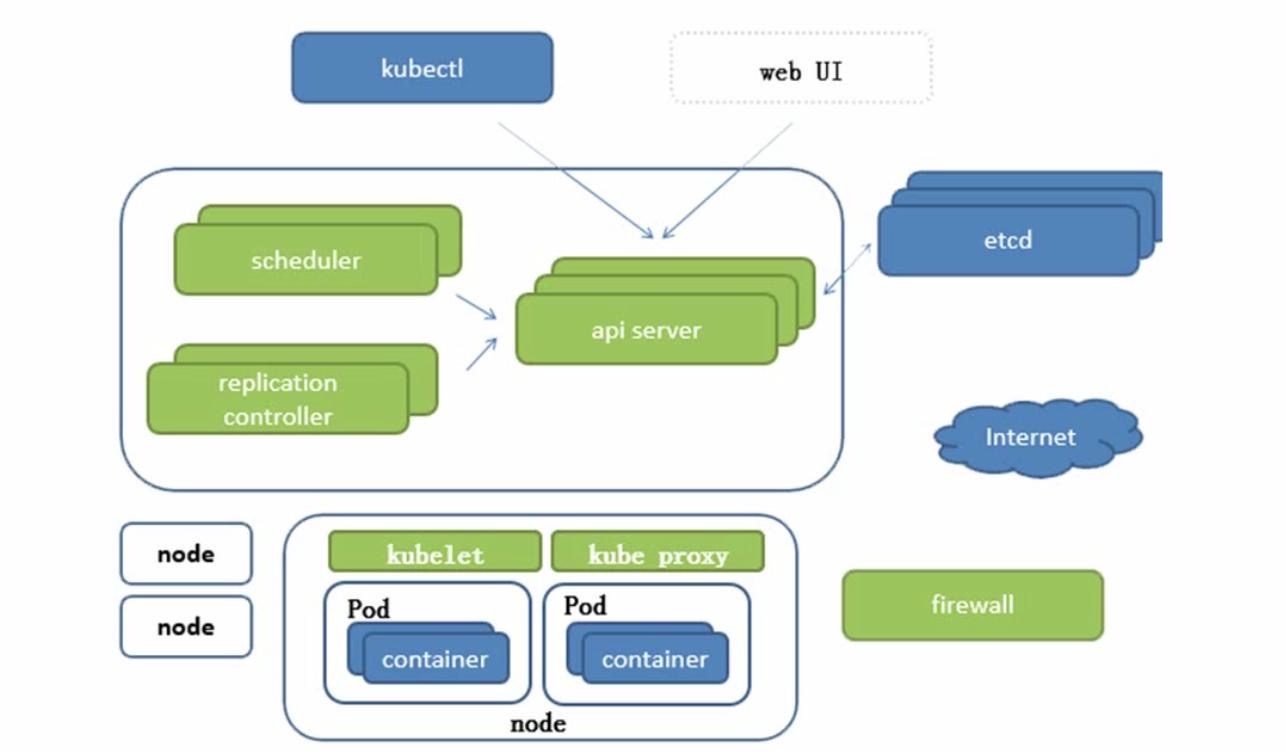 kubectl
web UI
scheduler
etcd
api server
replication
controller
Internet
node
kubelet
kube proxy
node
Pod
Pod
container
container
firewall
node